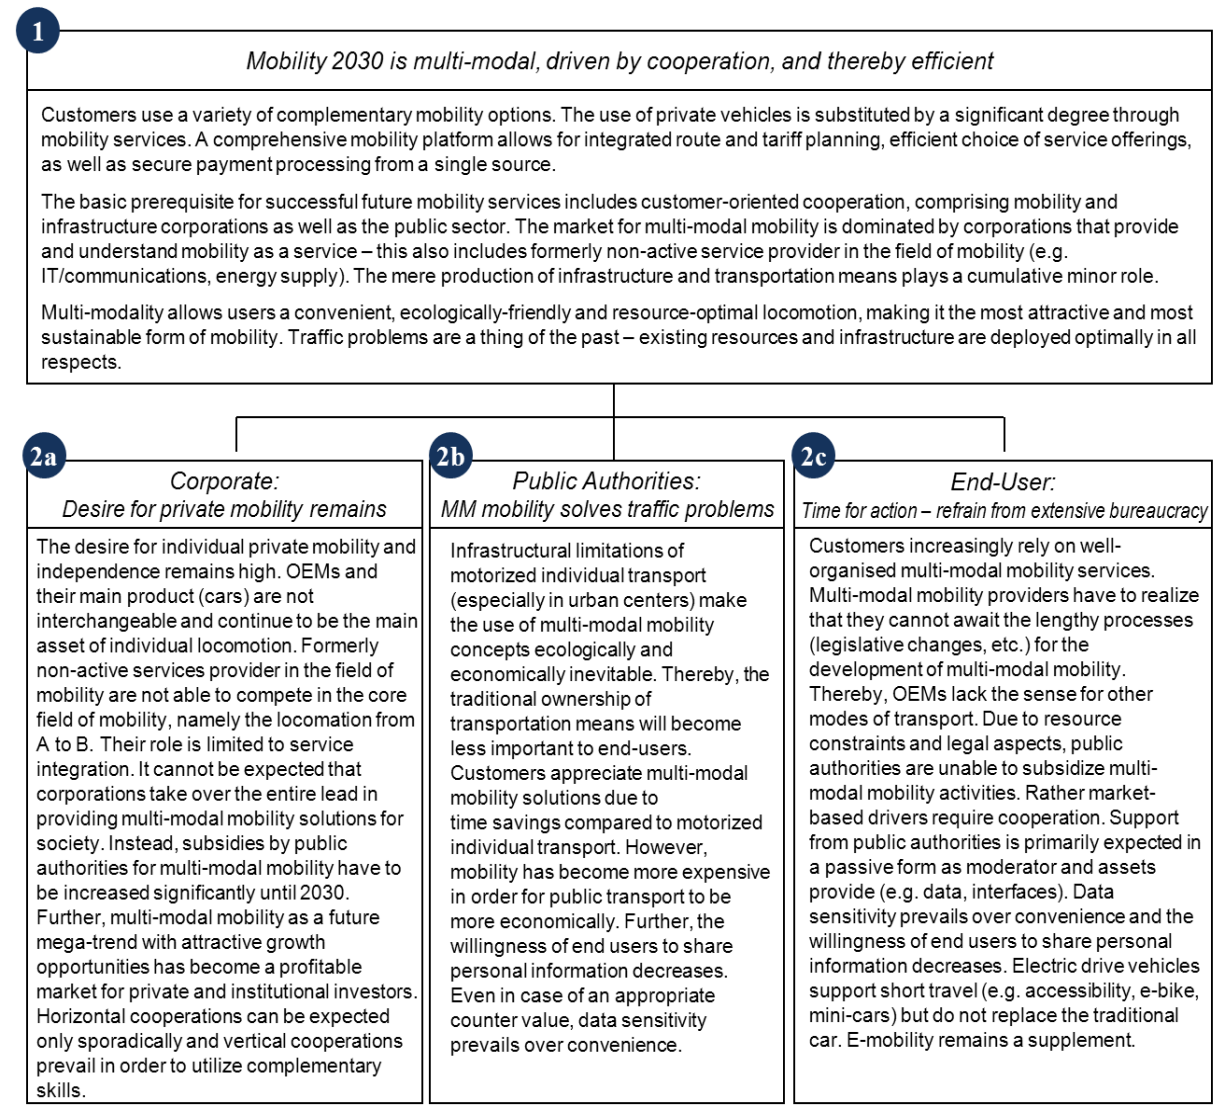 1
Mobility 2030 is multi-modal, driven by cooperation, and thereby efficient
Customers use a variety of complementary mobility options. The use of private vehicles is substituted by a significant degree through
mobility services. A comprehensive mobility platform allows for integrated route and tariff planning, efficient choice of service offerings,
as well as secure payment processing from a single source.
The basic prerequisite for successful future mobility services includes customer-oriented cooperation, comprising mobility and
infrastructure corporations as well as the public sector. The market for multi-modal mobility is dominated by corporations that provide
and understand mobility as a service – this also includes formerly non-active service provider in the field of mobility (e.g.
IT/communications, energy supply). The mere production of infrastructure and transportation means plays a cumulative minor role.
Multi-modality allows users a convenient, ecologically-friendly and resource-optimal locomotion, making it the most attractive and most
sustainable form of mobility. Traffic problems are a thing of the past – existing resources and infrastructure are deployed optimally in all
respects.
2a
Corporate:
Desire for private mobility remains
The desire for individual private mobility and
independence remains high. OEMs and
their main product (cars) are not
interchangeable and continue to be the main
asset of individual locomotion. Formerly
non-active services provider in the field of
mobility are not able to compete in the core
field of mobility, namely the locomation from
A to B. Their role is limited to service
integration. It cannot be expected that
corporations take over the entire lead in
providing multi-modal mobility solutions for
society. Instead, subsidies by public
authorities for multi-modal mobility have to
be increased significantly until 2030.
Further, multi-modal mobility as a future
mega-trend with attractive growth
opportunities has become a profitable
market for private and institutional investors.
Horizontal cooperations can be expected
only sporadically and vertical cooperations
prevail in order to utilize complementary
skills.
2b
Public Authorities:
MM mobility solves traffic problems
Infrastructural limitations of
motorized individual transport
(especially in urban centers) make
the use of multi-modal mobility
concepts ecologically and
economically inevitable. Thereby, the
traditional ownership of
transportation means will become
less important to end-users.
Customers appreciate multi-modal
mobility solutions due to
time savings compared to motorized
individual transport. However,
mobility has become more expensive
in order for public transport to be
more economically. Further, the
willingness of end users to share
personal information decreases.
Even in case of an appropriate
counter value, data sensitivity
prevails over convenience.
2c
End-User:
Time for action – refrain from extensive bureaucracy
Customers increasingly rely on well-
organised multi-modal mobility services.
Multi-modal mobility providers have to realize
that they cannot await the lengthy processes
(legislative changes, etc.) for the
development of multi-modal mobility.
Thereby, OEMs lack the sense for other
modes of transport. Due to resource
constraints and legal aspects, public
authorities are unable to subsidize multi-
modal mobility activities. Rather market-
based drivers require cooperation. Support
from public authorities is primarily expected in
a passive form as moderator and assets
provide (e.g. data, interfaces). Data
sensitivity prevails over convenience and the
willingness of end users to share personal
information decreases. Electric drive vehicles
support short travel (e.g. accessibility, e-bike,
mini-cars) but do not replace the traditional
car. E-mobility remains a supplement.